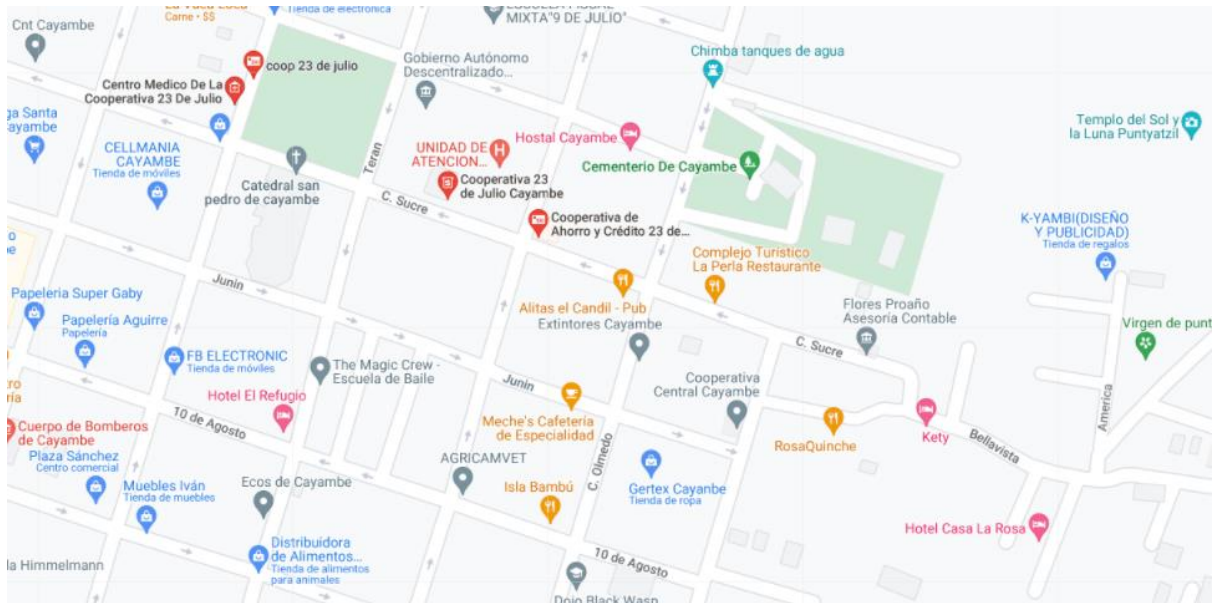 Cnt Cayambe
Carne • $$
Tienda de electrónica
MIXTA"9 DE JULIO"
coop 23 de julio
Centro Medico De La
Cooperativa 23 De Julio
Gobierno Autónomo
Descentralizado...
Chimba tanques de agua
ga Santa
ayambe
CELLMANIA
CAYAMBE
Tienda de móviles
Catedral san
pedro de cayambe
Teran
UNIDAD DE
ATENCION...
Hostal Cayambe
Cementerio De Cayambe
Templo del Sol y
la Luna Puntyatzil
Cooperativa 23
de Julio Cayambe
C. Sucre
Cooperativa de
Ahorro y Crédito 23 de...
K-YAMBI(DISEÑO
Y PUBLICIDAD)
Tienda de regalos
Complejo Turistico
La Perla Restaurante
Junin
Papeleria Super Gaby
Papelería Aguirre
Papelería
Alitas el Candil - Pub
Extintores Cayambe
Flores Proaño
Asesoría Contable
Virgen de punt
C. Sucre
FB ELECTRONIC
Tienda de móviles
The Magic Crew -
Escuela de Baile
Junin
Cooperativa
Central Cayambe
America
Hotel El Refugio
10 de Agosto
Meche's Cafetería
de Especialidad
RosaQuinche
Kety
Bellavista
Cuerpo de Bomberos
de Cayambe
Plaza Sánchez
Centro comercial
AGRICAMVET
C. Olmedo
Muebles Iván
Tienda de muebles
Ecos de Cayambe
Isla Bambú
Gertex Cayanbe
Tienda de ropa
Hotel Casa La Rosa
Distribuidora
de Alimentos...
Tienda de alimentos
para animales
10 de Agosto
la Himmelmann
Dojo Black Wasp